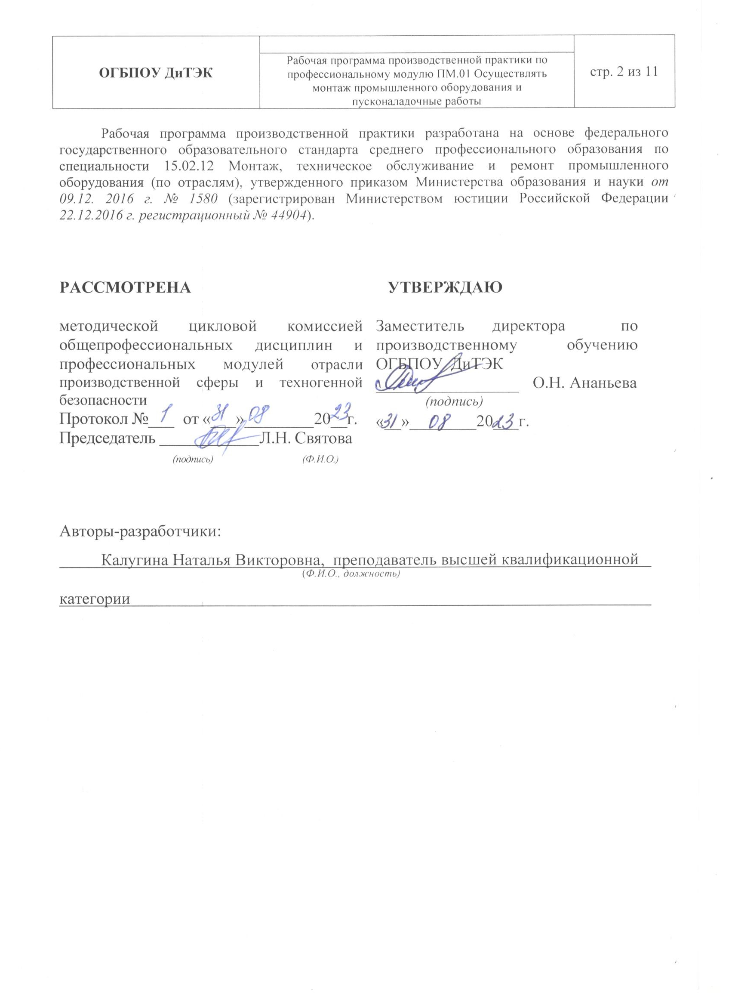 ОГБПОУ ДиТЭК
Рабочая программа производственной практики по
профессиональному модулю ПМ.01 Осуществлять
монтаж промышленного оборудования и
пусконаладочные работы
стр. 2 из 11
Рабочая программа производственной практики разработана на основе федерального
государственного образовательного стандарта среднего профессионального образования по
специальности 15.02.12 Монтаж, техническое обслуживание и ремонт промышленного
оборудования (по отраслям), утвержденного приказом Министерства образования и науки от
09.12. 2016 г. № 1580 (зарегистрирован Министерством юстиции Российской Федерации
22.12.2016 г. регистрационный № 44904).
РАССМОТРЕНА
методической цикловой комиссией
общепрофессиональных дисциплин и
профессиональных модулей отрасли
производственной сферы и техногенной
безопасности
Протокол № 1 от «31» 08 2023г.
Председатель Л.Н. Святова
(подпись) (Ф.И.О.)
УТВЕРЖДАЮ
Заместитель директора по
производственному обучению
ОГБПОУ ДиТЭК
О.Н. Ананьева
(подпись)
«31» 08 2023г.
Авторы-разработчики:
Калугина Наталья Викторовна, преподаватель высшей квалификационной
(Ф.И.О., должность)
категории